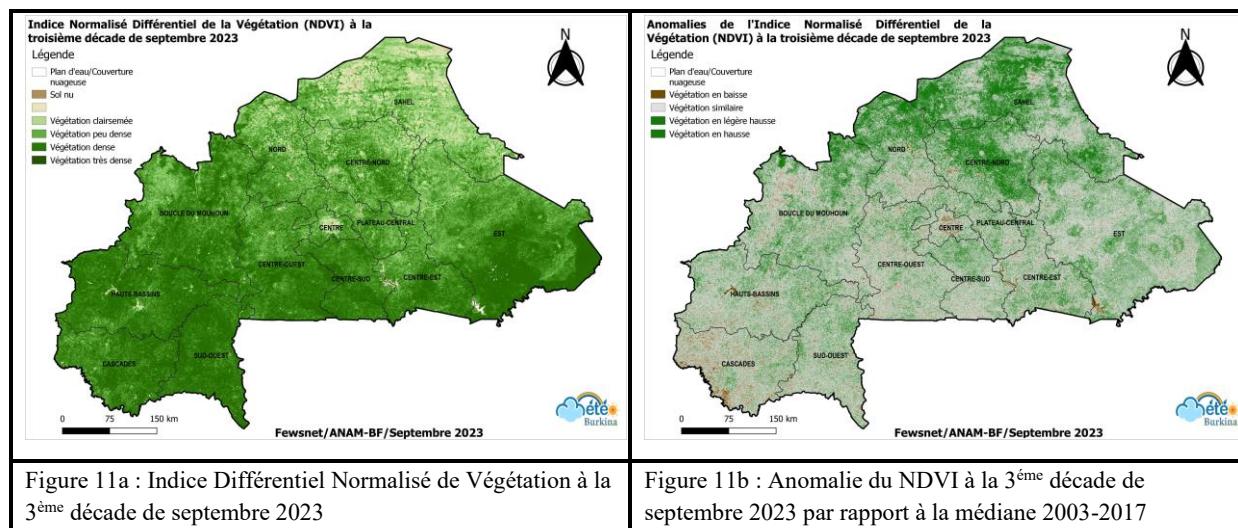 Indice Normalisé Différentiel de la Végétation (NDVI) à la
troisième décade de septembre 2023
Légende
Plan d'eau/Couverture
nuageuse
Sol nu
Végétation clairsemée
Végétation peu dense
Végétation dense
Végétation très dense
N
SAHEL
NORD
CENTRE-NORD
BOUCLE DU MOUHOUN
CENTRE
PLATEAU-CENTRAL
EST
CENTRE-OUEST
CENTRE-SUD
CENTRE-EST
HAUTS-BASSINS
CASCADES
SUD-OUEST
0 75 150 km
Fewsnet/ANAM-BF/Septembre 2023
été
Burkina
Anomalies de l'Indice Normalisé Différentiel de la
Végétation (NDVI) à la troisième décade de septembre 2023
Légende
Plan d'eau/Couverture
nuageuse
Végétation en baisse
Végétation similaire
Végétation en légère hausse
Végétation en hausse
N
SAHEL
NORD
CENTRE-NORD
BOUCLE DU MOUHOUN
CENTRE
PLATEAU-CENTRAL
EST
CENTRE-OUEST
CENTRE-SUD
CENTRE-EST
HAUTS-BASSINS
CASCADES
SUD-OUEST
0 75 150 km
Fewsnet/ANAM-BF/Septembre 2023
été
Burkina
Figure 11a : Indice Différentiel Normalisé de Végétation à la
3ème décade de septembre 2023
Figure 11b : Anomalie du NDVI à la 3éme décade de
septembre 2023 par rapport à la médiane 2003-2017